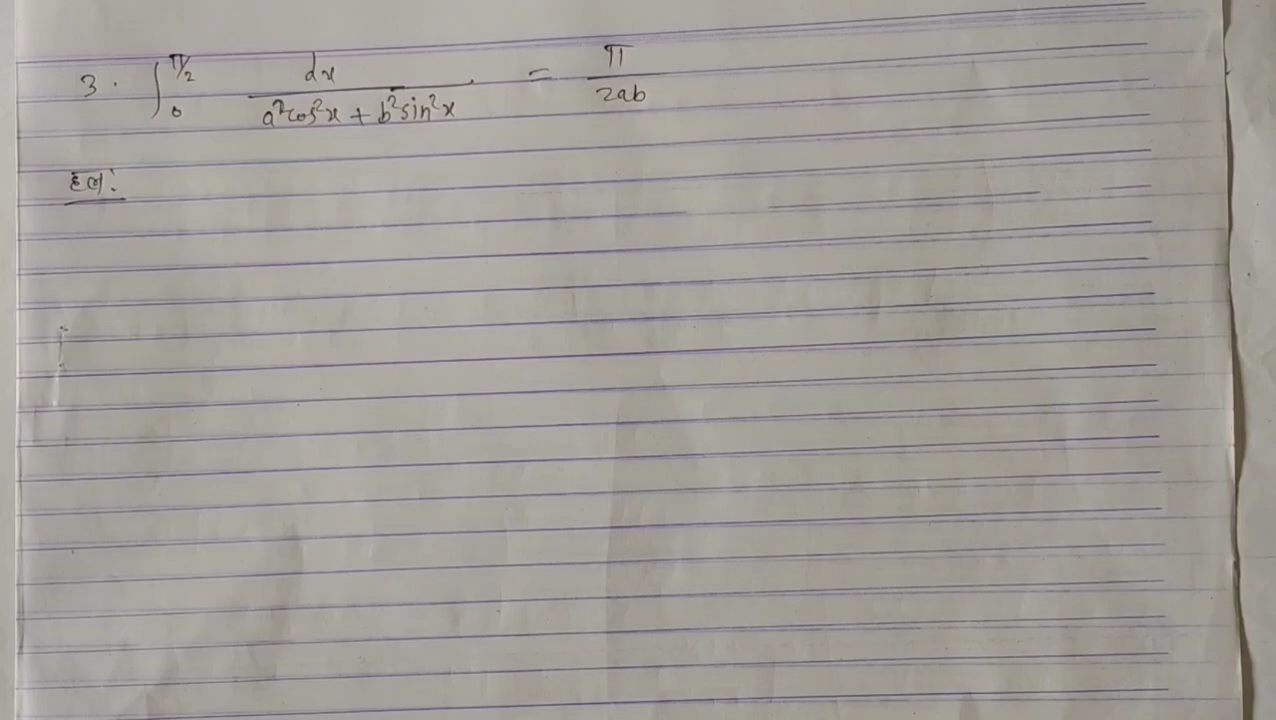 3. ∫₀^π/2 dx / (a²cos²x + b²sin²x) = π / 2ab
हल: